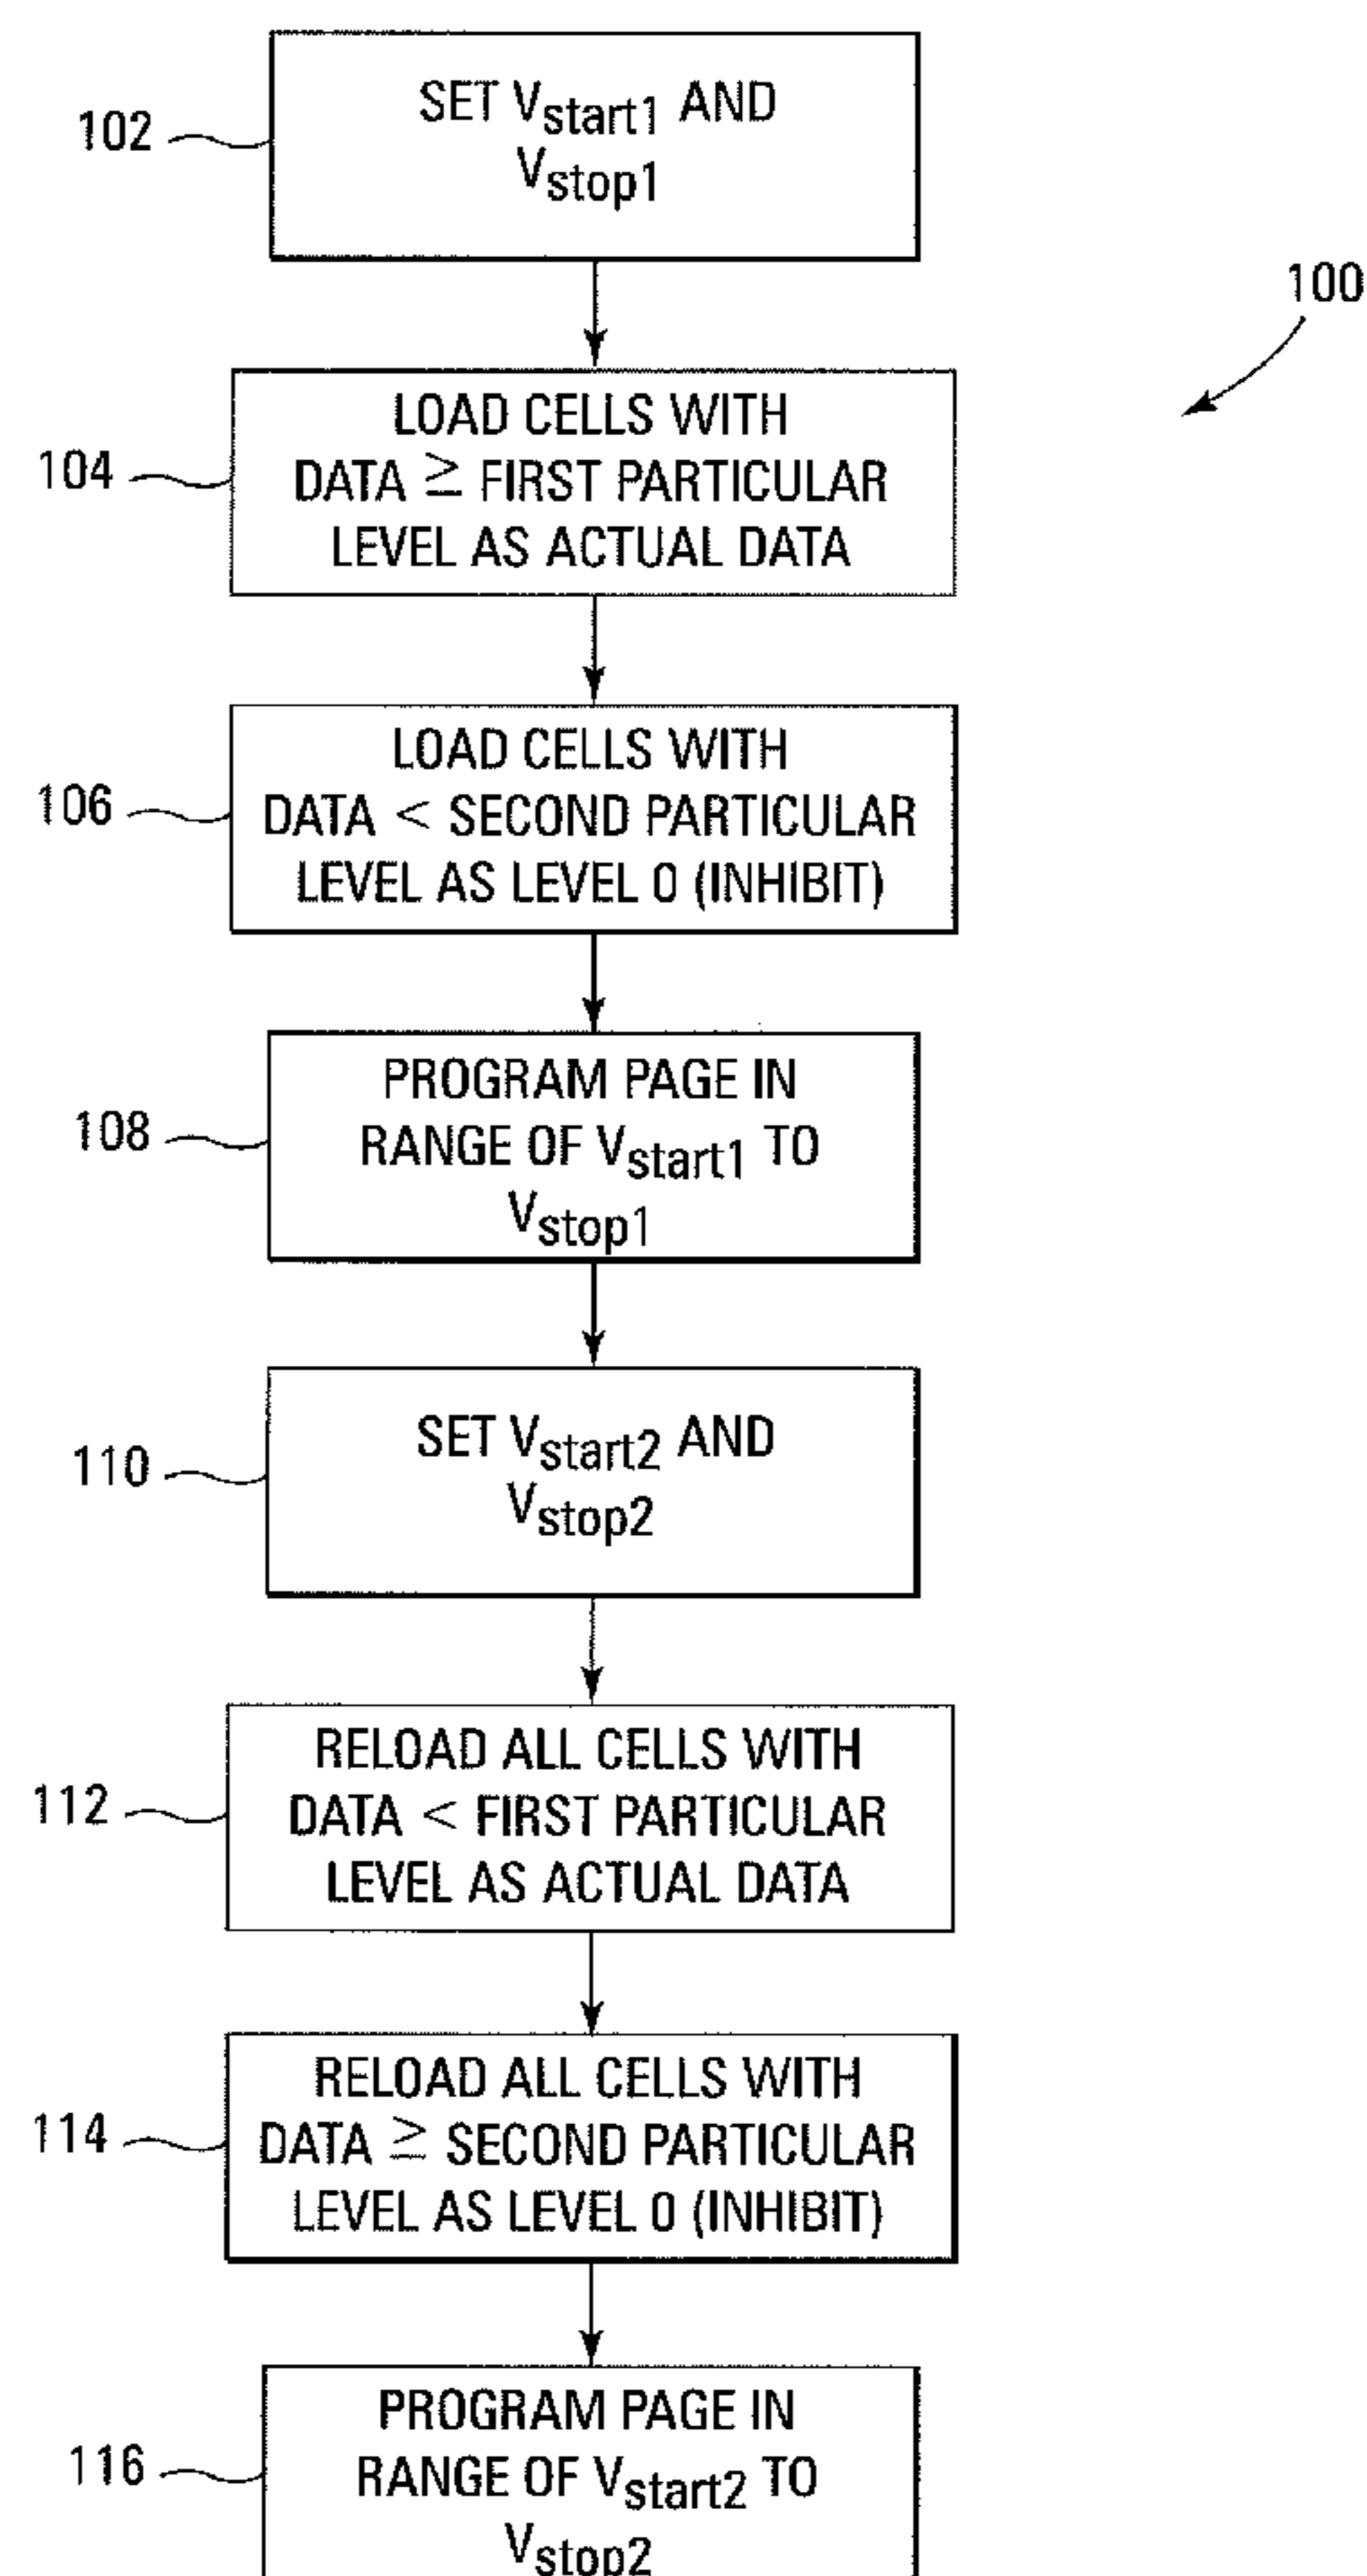 102
SET Vstart1 AND
Vstop1
100
104
LOAD CELLS WITH
DATA ≧ FIRST PARTICULAR
LEVEL AS ACTUAL DATA
106
LOAD CELLS WITH
DATA < SECOND PARTICULAR
LEVEL AS LEVEL 0 (INHIBIT)
108
PROGRAM PAGE IN
RANGE OF Vstart1 TO
Vstop1
110
SET Vstart2 AND
Vstop2
112
RELOAD ALL CELLS WITH
DATA < FIRST PARTICULAR
LEVEL AS ACTUAL DATA
114
RELOAD ALL CELLS WITH
DATA ≧ SECOND PARTICULAR
LEVEL AS LEVEL 0 (INHIBIT)
116
PROGRAM PAGE IN
RANGE OF Vstart2 TO
Vstop2